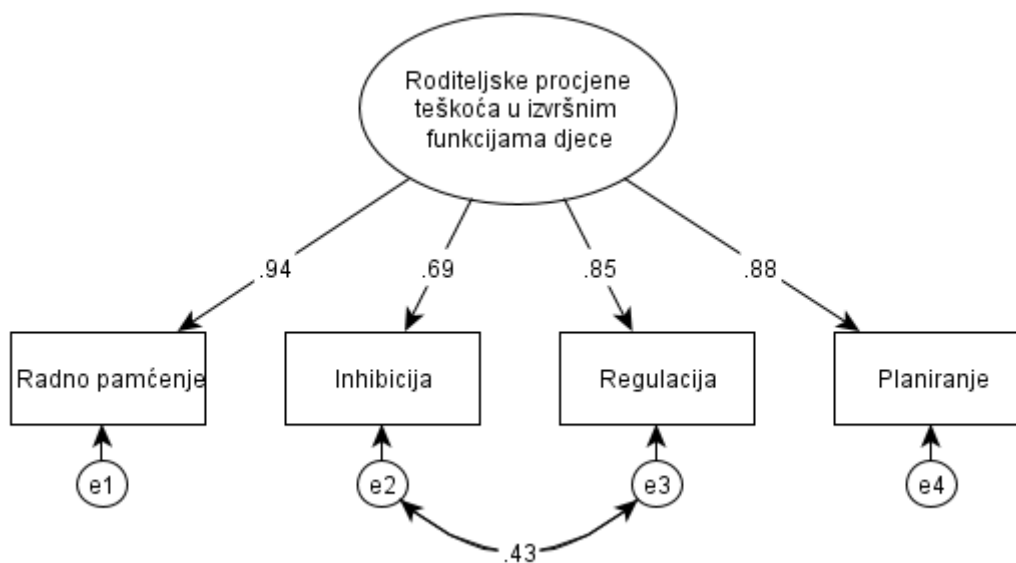 Roditeljske procjene
teškoća u izvršnim
funkcijama djece
.94
.69
.85
.88
Radno pamćenje
Inhibicija
Regulacija
Planiranje
e1
e2
e3
e4
.43